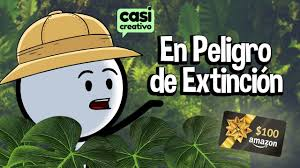 casi
creativo
En Peligro
de Extinción
$100
amazon